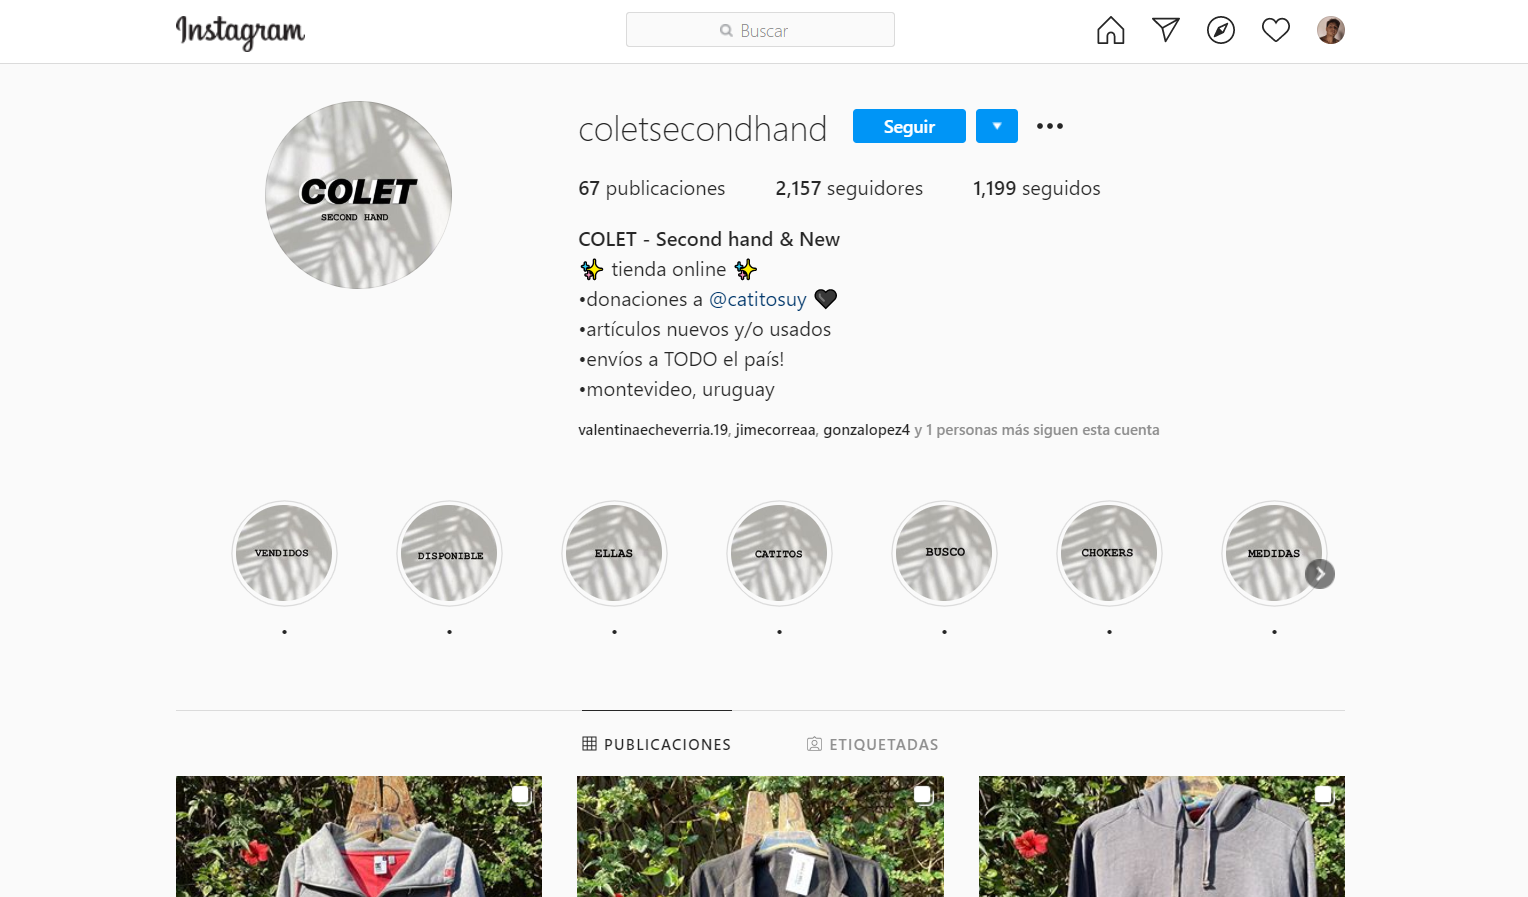 Instagram
Buscar
coletsecondhand
Seguir
67 publicaciones
2,157 seguidores
1,199 seguidos
COLET
SECOND HAND
COLET - Second hand & New
✨ tienda online ✨
•donaciones a @catitosuy 🖤
•artículos nuevos y/o usados
•envíos a TODO el país!
•montevideo, uruguay
valentinaecheverria.19, jimecorreaa, gonzalopez4 y 1 personas más siguen esta cuenta
VENDIDOS
DISPONIBLE
ELLAS
CATITOS
BUSCO
CHOKERS
MEDIDAS
PUBLICACIONES
ETIQUETADAS